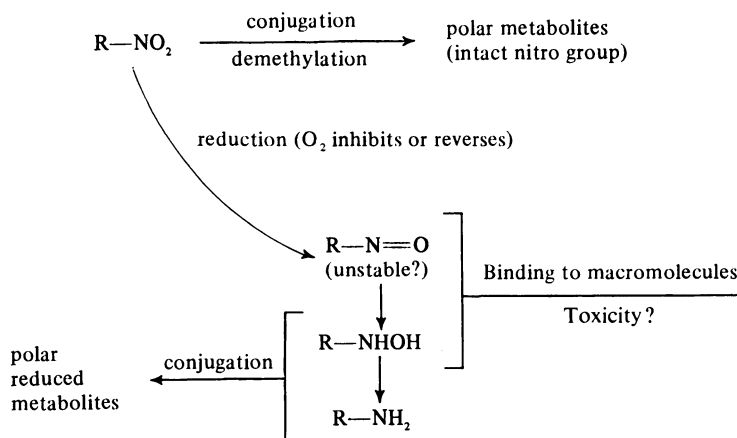 R—NO₂
conjugation
demethylation
polar metabolites
(intact nitro group)
reduction (O₂ inhibits or reverses)
R—N=O
(unstable?)
Binding to macromolecules
Toxicity?
R—NHOH
polar
reduced
metabolites
conjugation
R—NH₂